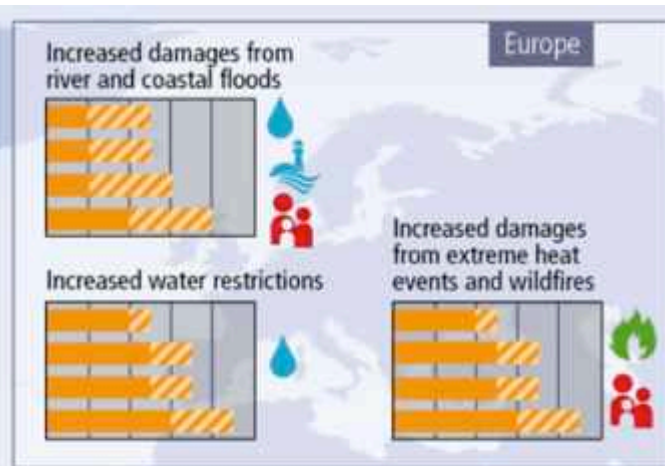 Europe
Increased damages from
river and coastal floods
Increased water restrictions
Increased damages
from extreme heat
events and wildfires